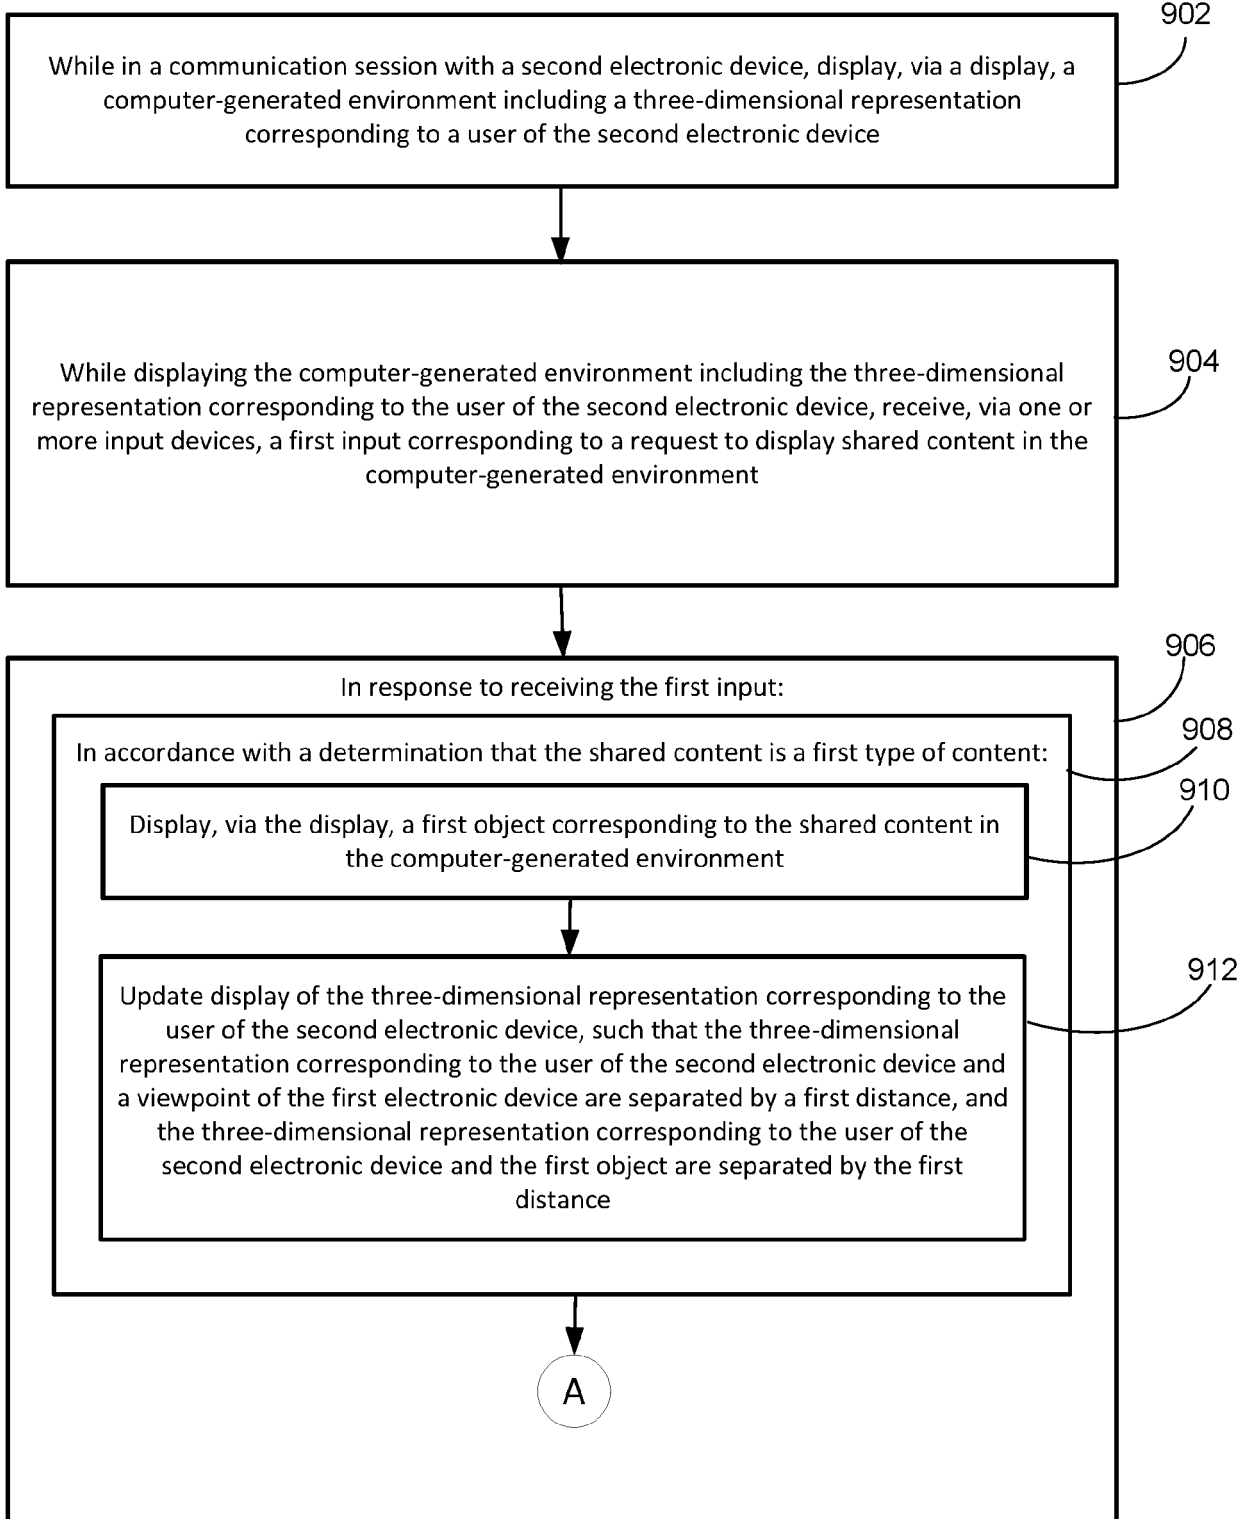 902
While in a communication session with a second electronic device, display, via a display, a
computer-generated environment including a three-dimensional representation
corresponding to a user of the second electronic device
904
While displaying the computer-generated environment including the three-dimensional
representation corresponding to the user of the second electronic device, receive, via one or
more input devices, a first input corresponding to a request to display shared content in the
computer-generated environment
906
In response to receiving the first input:
908
In accordance with a determination that the shared content is a first type of content:
910
Display, via the display, a first object corresponding to the shared content in
the computer-generated environment
912
Update display of the three-dimensional representation corresponding to the
user of the second electronic device, such that the three-dimensional
representation corresponding to the user of the second electronic device and
a viewpoint of the first electronic device are separated by a first distance, and
the three-dimensional representation corresponding to the user of the
second electronic device and the first object are separated by the first
distance
A